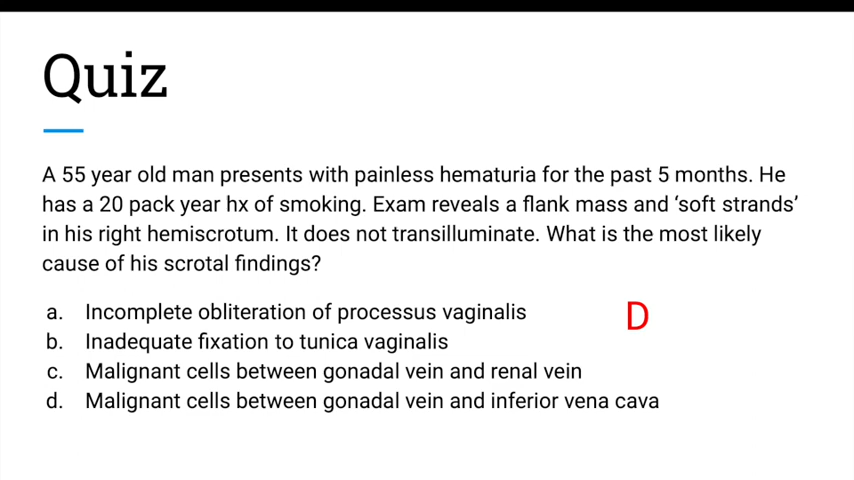 Quiz
A 55 year old man presents with painless hematuria for the past 5 months. He
has a 20 pack year hx of smoking. Exam reveals a flank mass and ‘soft strands’
in his right hemiscrotum. It does not transilluminate. What is the most likely
cause of his scrotal findings?
a. Incomplete obliteration of processus vaginalis
D
b. Inadequate fixation to tunica vaginalis
c. Malignant cells between gonadal vein and renal vein
d. Malignant cells between gonadal vein and inferior vena cava